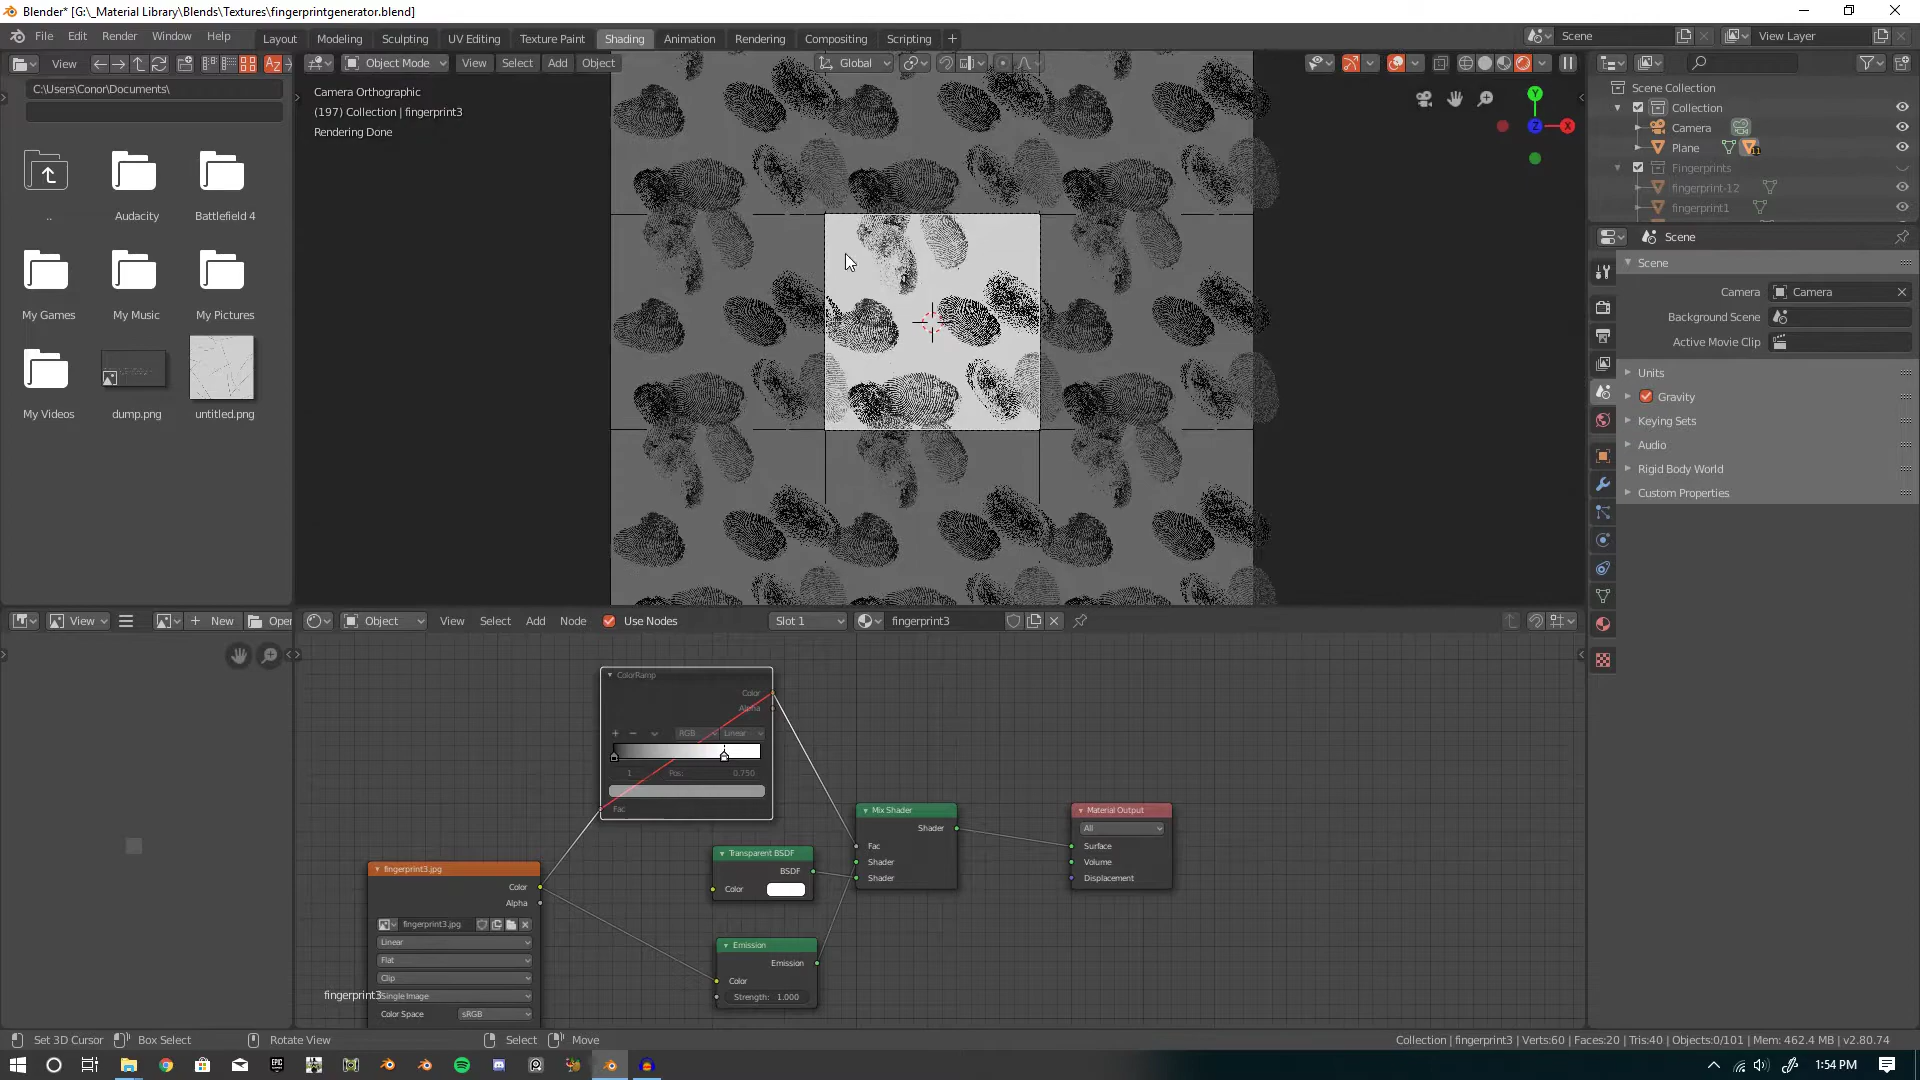 Blender* [G:\_Material Library\Blends\Textures\fingerprintgenerator.blend]
File Edit Render Window Help Layout Modeling Sculpting UV Editing Texture Paint Shading Animation Rendering Compositing Scripting Scene View Layer
View Az Object Mode View Select Add Object Global
C:\Users\Conor\Documents\
Camera Orthographic
(197) Collection | fingerprint3
Rendering Done
Y
Z X
Scene Collection
Collection
Camera
Plane 11
Fingerprints
fingerprint-12
fingerprint1
.. Audacity Battlefield 4
My Games My Music My Pictures
My Videos dump.png untitled.png
Scene
Scene
Camera Camera
Background Scene
Active Movie Clip
Units
Gravity
Keying Sets
Audio
Rigid Body World
Custom Properties
View New Open Object View Select Add Node Use Nodes Slot 1 fingerprint3
ColorRamp
Color
Alpha
RGB Linear
1 Pos: 0.750
Fac
Mix Shader
Shader
Fac
Shader
Shader
Material Output
All
Surface
Volume
Displacement
Transparent BSDF
BSDF
Color
fingerprint3.jpg
Color
Alpha
fingerprint3.jpg
Linear
Flat
Clip
Single Image
Color Space sRGB
fingerprint3
Emission
Emission
Color
Strength: 1.000
Set 3D Cursor Box Select Rotate View Select Move Collection | fingerprint3 | Verts:60 | Faces:20 | Tris:40 | Objects:0/101 | Mem: 462.4 MB | v2.80.74
1:54 PM